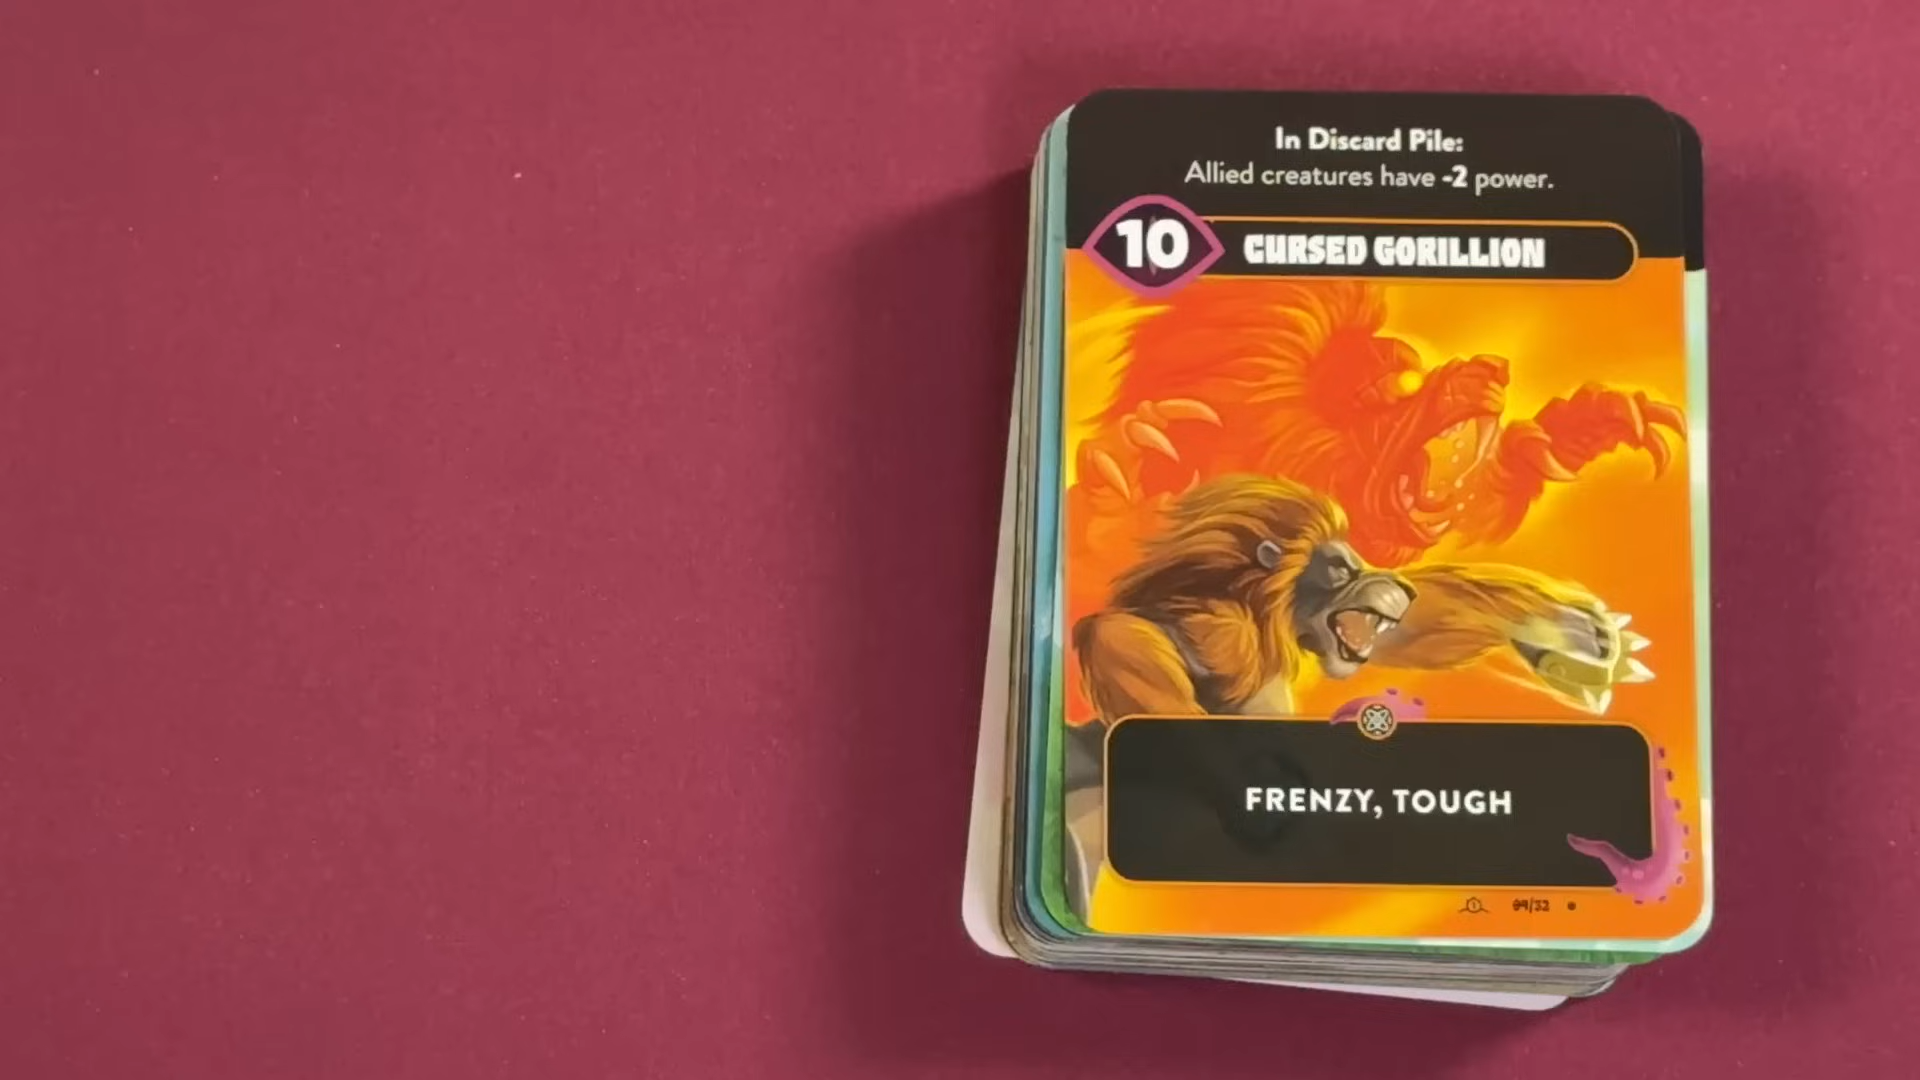 In Discard Pile:
Allied creatures have -2 power.
10
CURSED GORILLION
FRENZY, TOUGH